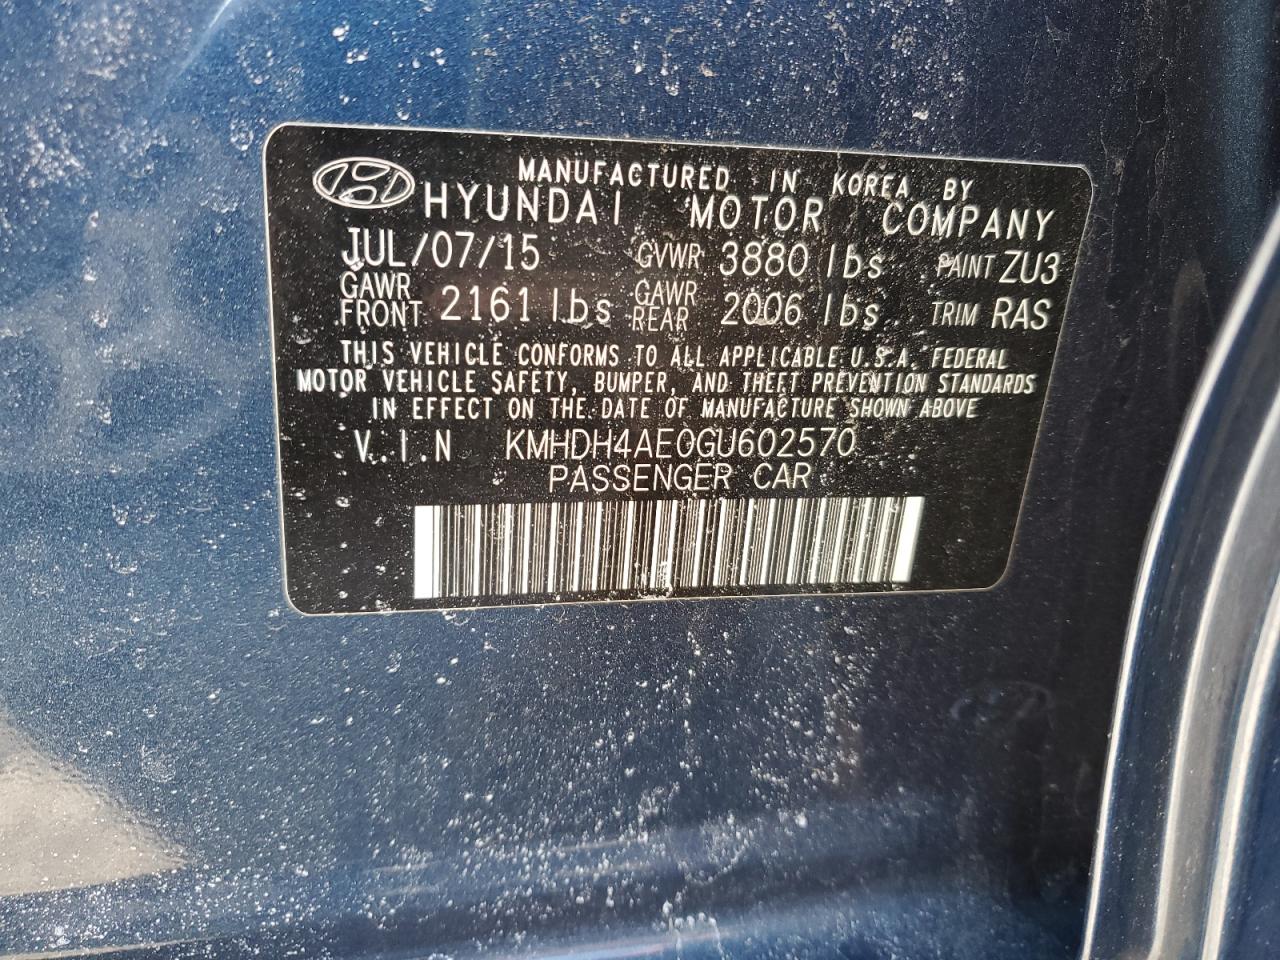 MANUFACTURED IN KOREA BY
HYUNDAI MOTOR COMPANY
JUL/07/15 GVWR 3880 lbs PAINT ZU3
GAWR FRONT 2161 lbs GAWR REAR 2006 lbs TRIM RAS
THIS VEHICLE CONFORMS TO ALL APPLICABLE U.S.A. FEDERAL
MOTOR VEHICLE SAFETY, BUMPER, AND THEFT PREVENTION STANDARDS
IN EFFECT ON THE DATE OF MANUFACTURE SHOWN ABOVE
V.I.N KMHDH4AE0GU602570
PASSENGER CAR